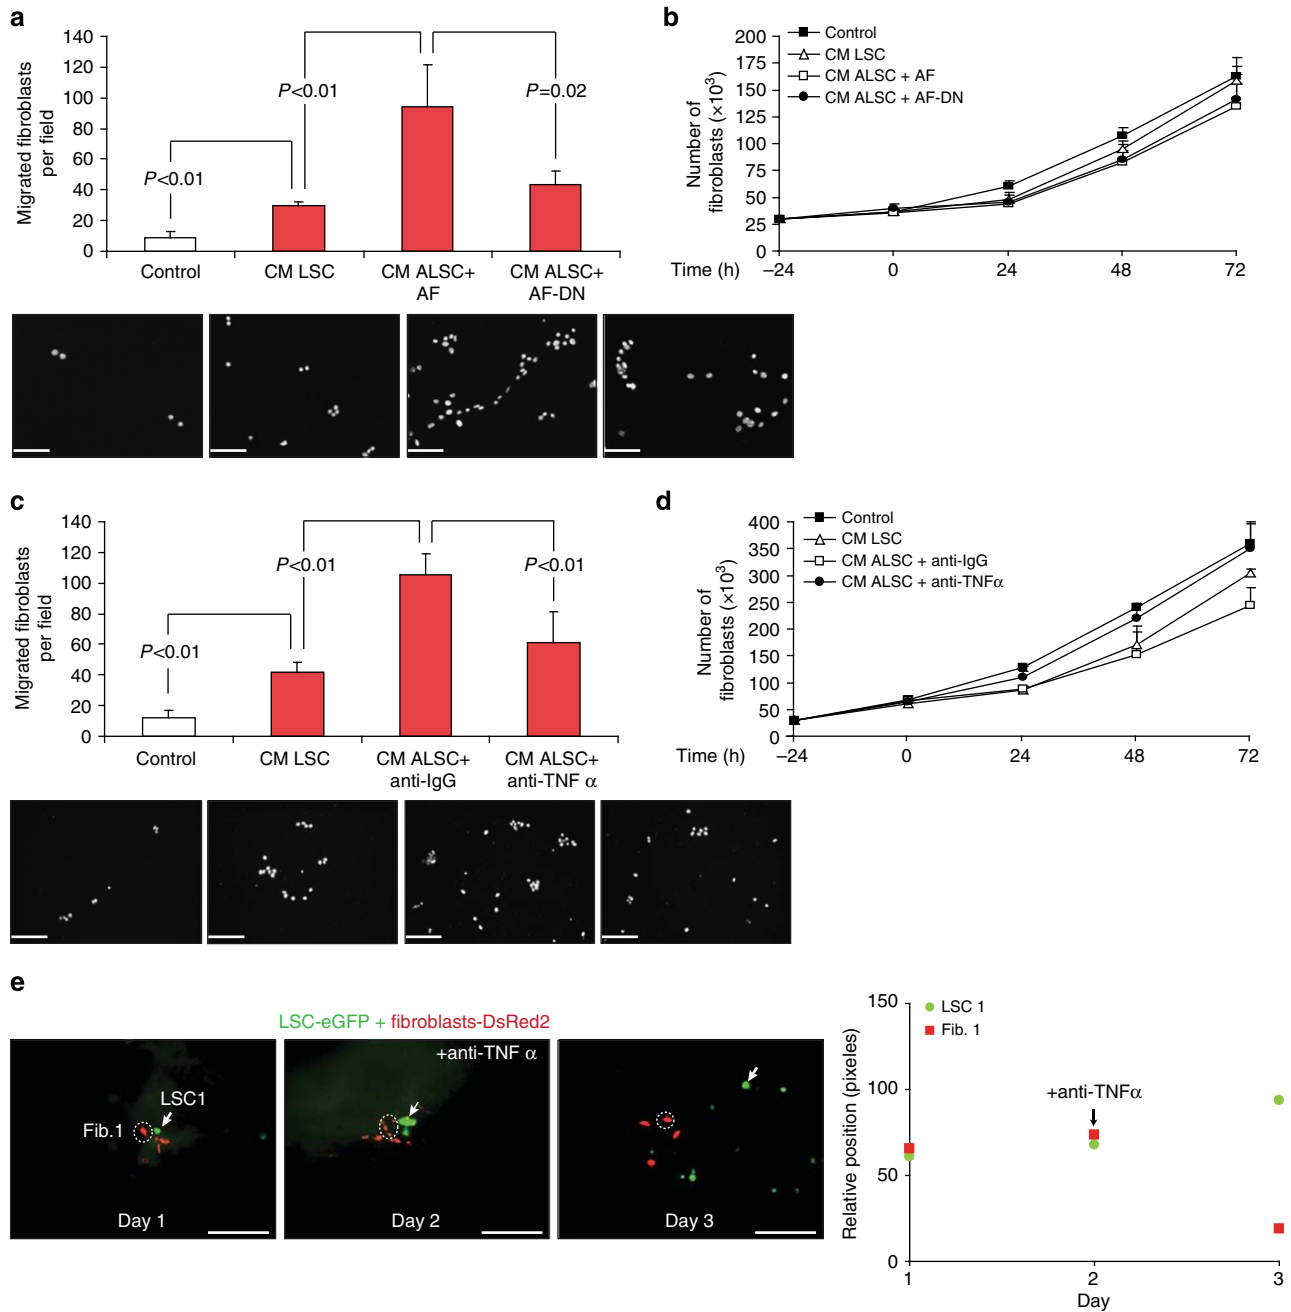 a
Migrated fibroblasts
per field
140
120
100
80
60
40
20
0
P<0.01
P<0.01
P=0.02
Control
CM LSC
CM ALSC+
AF
CM ALSC+
AF-DN
b
Number of
fibroblasts (×10³)
200
175
150
125
100
75
50
25
0
Control
CM LSC
CM ALSC + AF
CM ALSC + AF-DN
Time (h)
–24
0
24
48
72
c
Migrated fibroblasts
per field
140
120
100
80
60
40
20
0
P<0.01
P<0.01
P<0.01
Control
CM LSC
CM ALSC+
anti-IgG
CM ALSC+
anti-TNF α
d
Number of
fibroblasts (×10³)
400
350
300
250
200
150
100
50
0
Control
CM LSC
CM ALSC + anti-IgG
CM ALSC + anti-TNFα
Time (h)
–24
0
24
48
72
e
LSC-eGFP + fibroblasts-DsRed2
LSC1
Fib.1
Day 1
+anti-TNF α
Day 2
Day 3
Relative position (pixeles)
150
100
50
0
LSC 1
Fib. 1
+anti-TNFα
1
2
3
Day